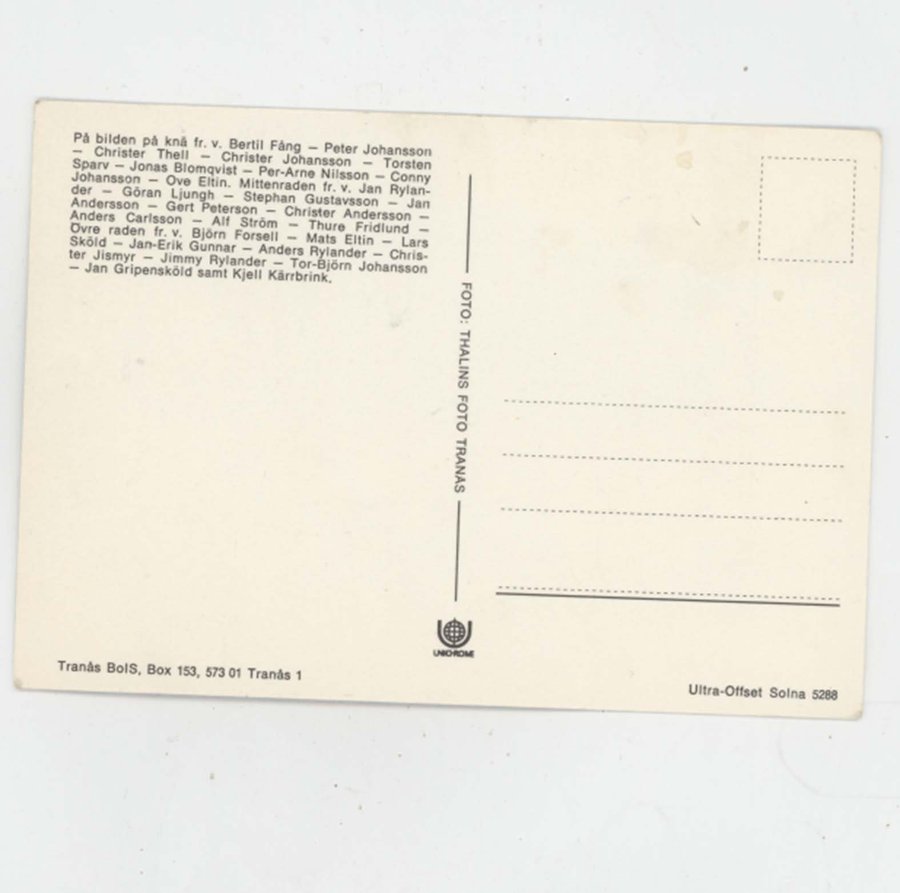 På bilden på knä fr. v. Bertil Fång — Peter Johansson
— Christer Thell — Christer Johansson — Torsten
Sparv — Jonas Blomqvist — Per-Arne Nilsson — Conny
Johansson — Ove Eltin. Mittenraden fr. v. Jan Rylan-
der — Göran Ljungh — Stephan Gustavsson — Jan
Andersson — Gert Peterson — Christer Andersson —
Anders Carlsson — Alf Ström — Thure Fridlund —
Övre raden fr. v. Björn Forsell — Mats Eltin — Lars
Sköld — Jan-Erik Gunnar — Anders Rylander — Chris-
ter Jismyr — Jimmy Rylander — Tor-Björn Johansson
— Jan Gripensköld samt Kjell Kärrbrink.
FOTO: THALINS FOTO TRANAS
UNICHROME
Tranås BoIS, Box 153, 573 01 Tranås 1
Ultra-Offset Solna 5288